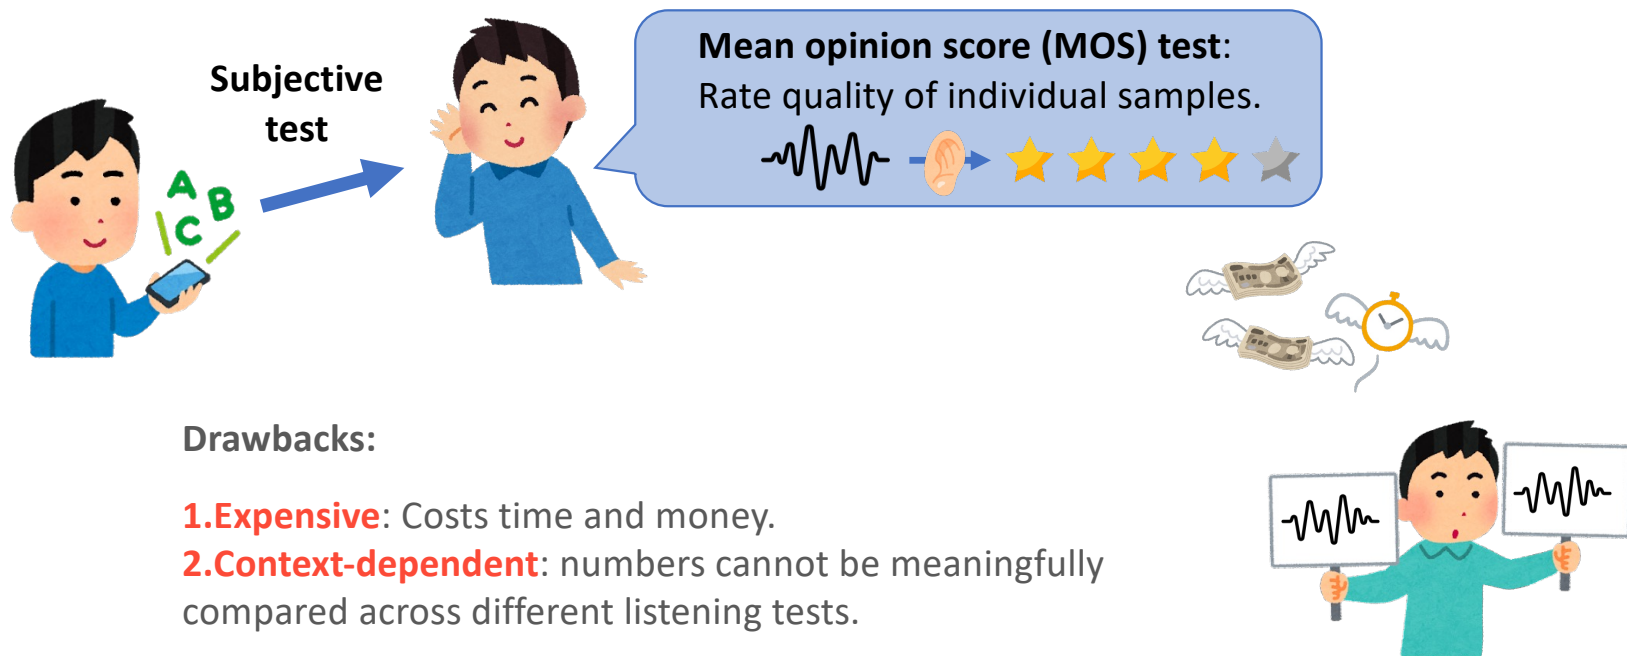 Subjective
test
Mean opinion score (MOS) test:
Rate quality of individual samples.
A
B
C
Drawbacks:
1.Expensive: Costs time and money.
2.Context-dependent: numbers cannot be meaningfully
compared across different listening tests.